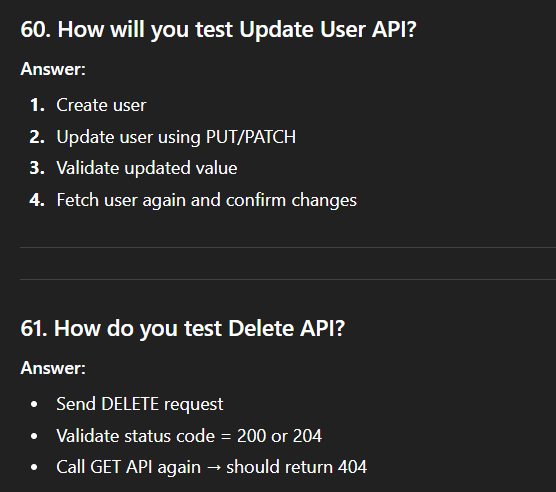 60. How will you test Update User API?
Answer:
1. Create user
2. Update user using PUT/PATCH
3. Validate updated value
4. Fetch user again and confirm changes
61. How do you test Delete API?
Answer:
• Send DELETE request
• Validate status code = 200 or 204
• Call GET API again → should return 404